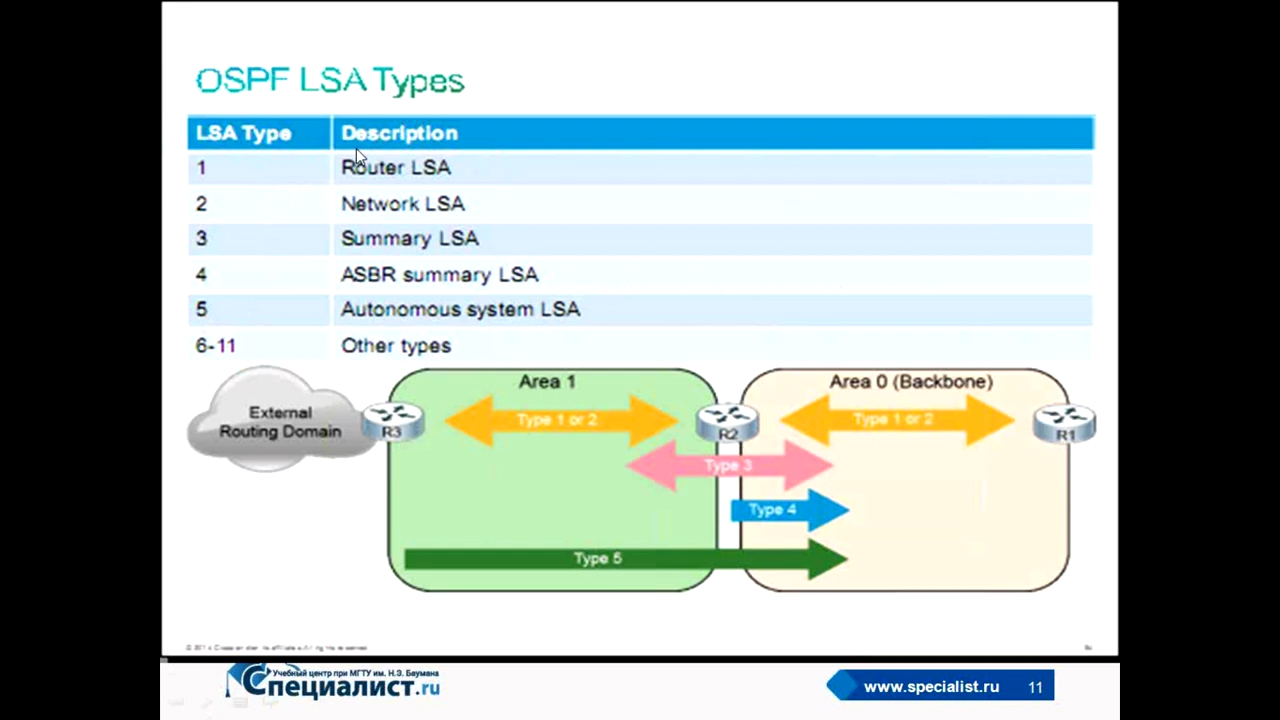 OSPF LSA Types
LSA Type Description
1 Router LSA
2 Network LSA
3 Summary LSA
4 ASBR summary LSA
5 Autonomous system LSA
6-11 Other types
Area 1
Area 0 (Backbone)
External
Routing Domain
R3
Type 1 or 2
R2
Type 1 or 2
R1
Type 3
Type 4
Type 5
Учебный центр при МГТУ им. Н.Э. Баумана
Специалист.ru
www.specialist.ru 11